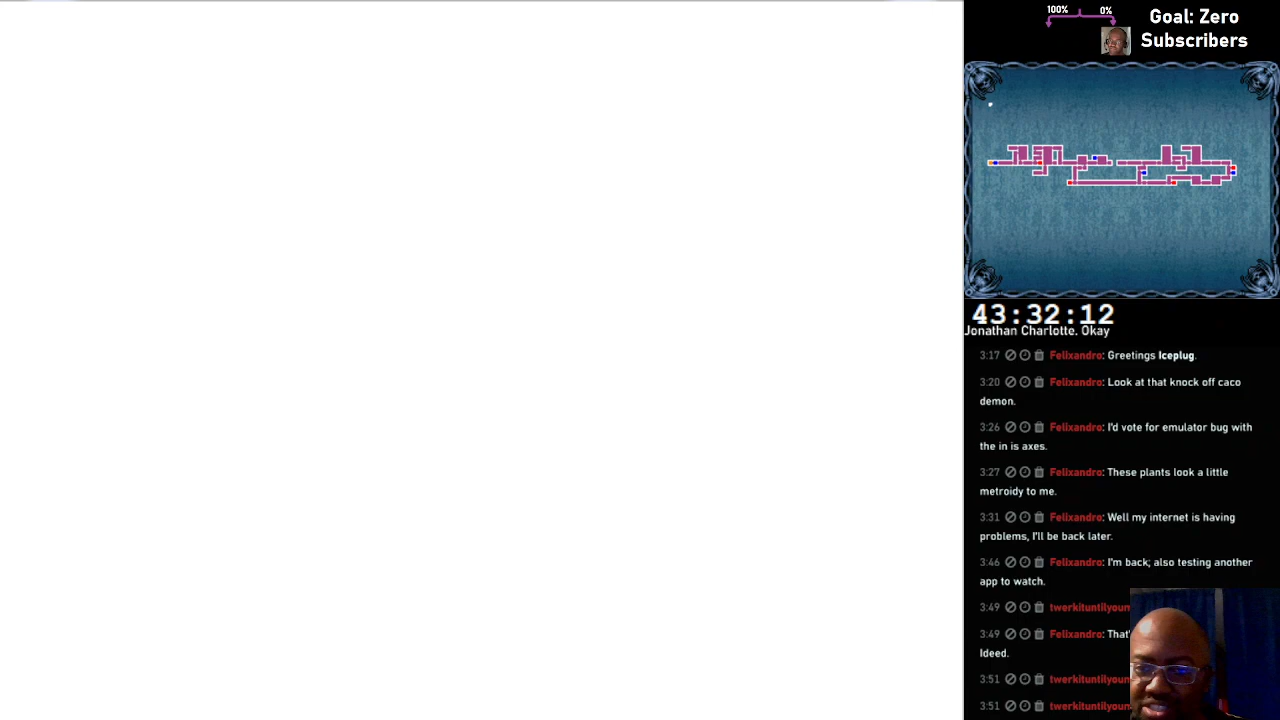 100%
0%
Goal: Zero
Subscribers
43:32:12
Jonathan Charlotte. Okay
3:17 Felixandro: Greetings Iceplug.
3:20 Felixandro: Look at that knock off caco
demon.
3:26 Felixandro: I'd vote for emulator bug with
the in is axes.
3:27 Felixandro: These plants look a little
metroidy to me.
3:31 Felixandro: Well my internet is having
problems, I'll be back later.
3:46 Felixandro: I'm back; also testing another
app to watch.
3:49 twerkituntilyoum
3:49 Felixandro: That'
Ideed.
3:51
3:51